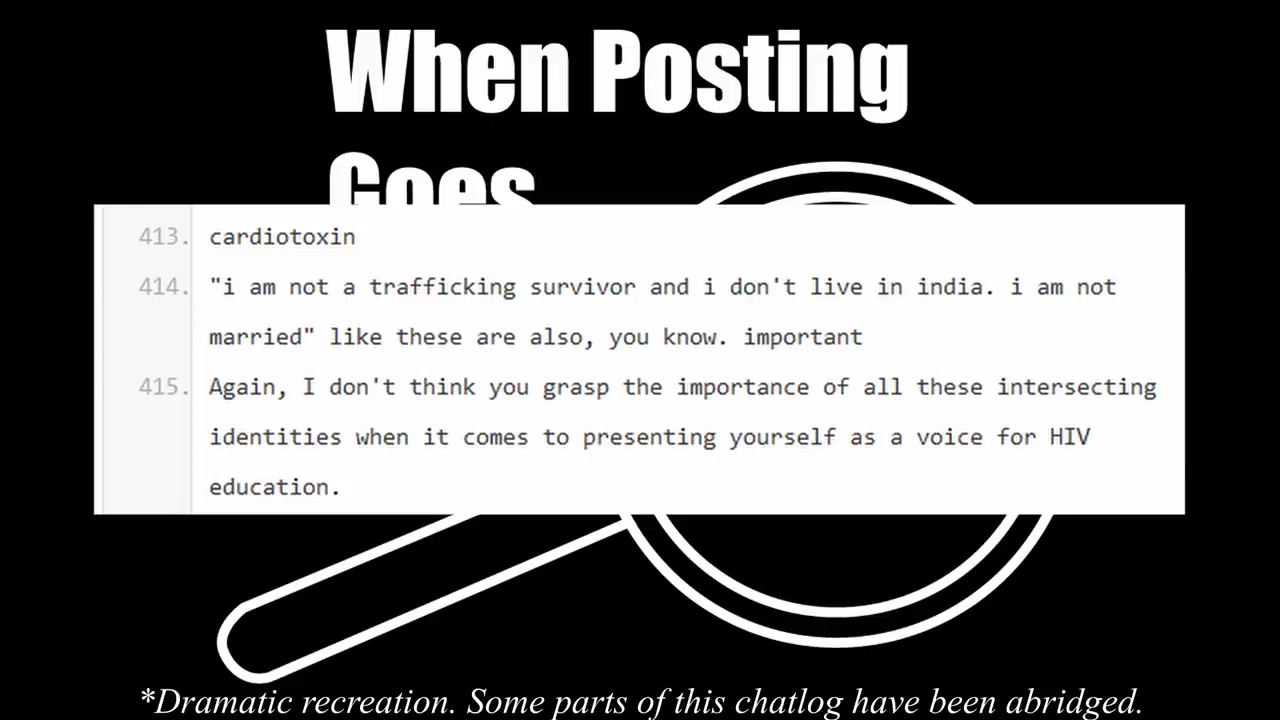 When Posting
Goes
413. cardiotoxin
414. "i am not a trafficking survivor and i don't live in india. i am not
married" like these are also, you know. important
415. Again, I don't think you grasp the importance of all these intersecting
identities when it comes to presenting yourself as a voice for HIV
education.
*Dramatic recreation. Some parts of this chatlog have been abridged.